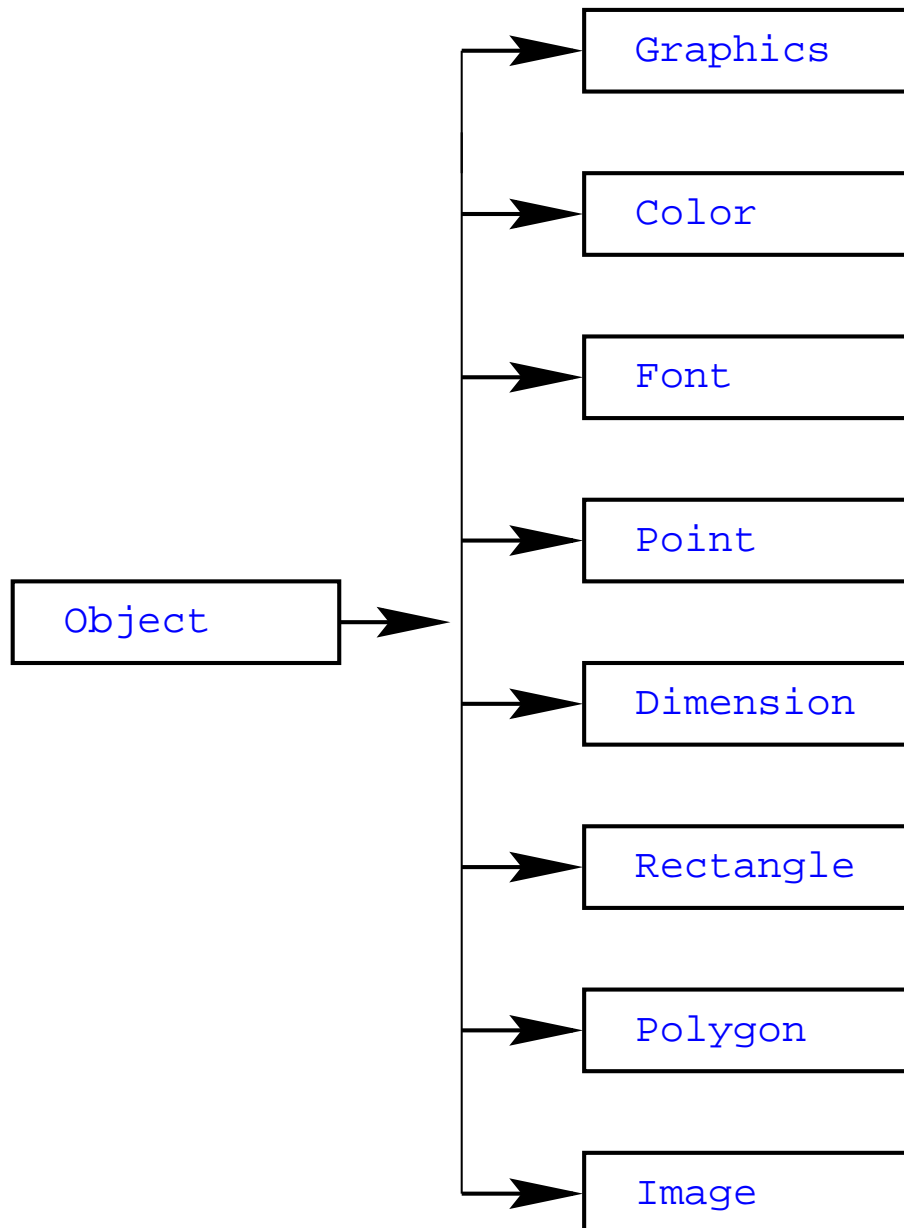 Graphics
Color
Font
Point
Object
Dimension
Rectangle
Polygon
Image